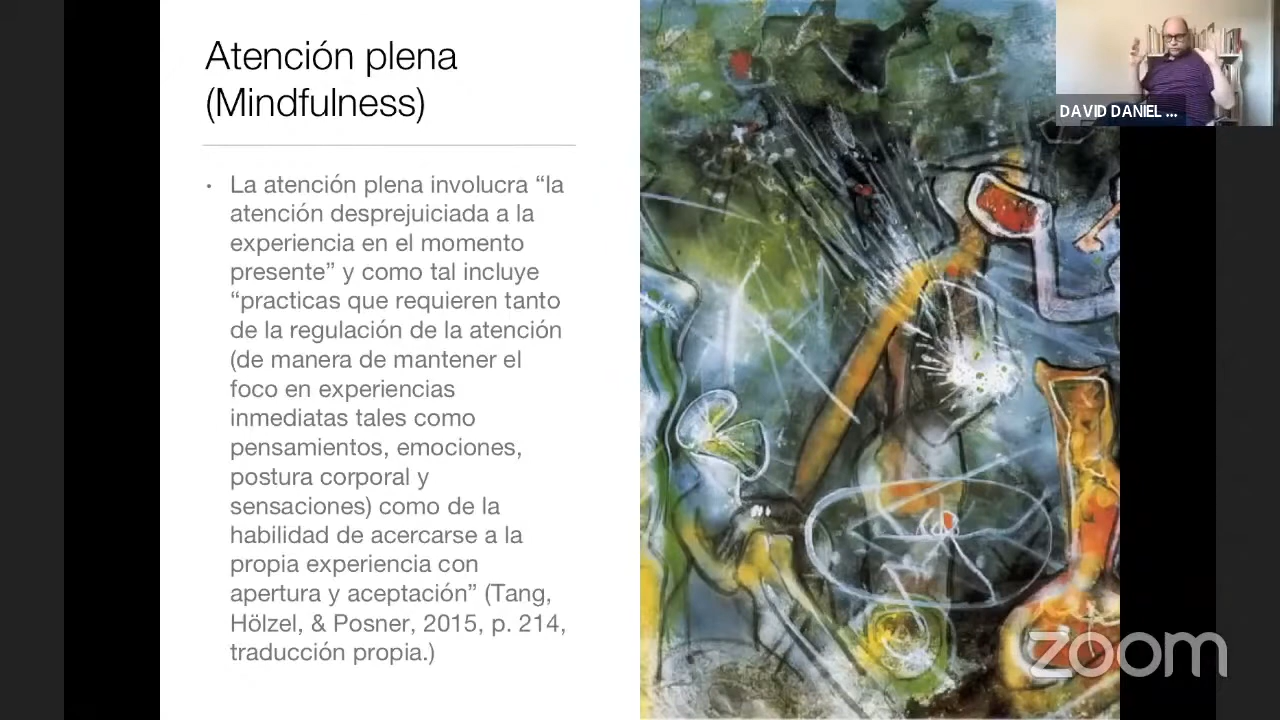 Atención plena
(Mindfulness)
• La atención plena involucra “la
atención desprejuiciada a la
experiencia en el momento
presente” y como tal incluye
“practicas que requieren tanto
de la regulación de la atención
(de manera de mantener el
foco en experiencias
inmediatas tales como
pensamientos, emociones,
postura corporal y
sensaciones) como de la
habilidad de acercarse a la
propia experiencia con
apertura y aceptación” (Tang,
Hölzel, & Posner, 2015, p. 214,
traducción propia.)
DAVID DANIEL ...
zoom